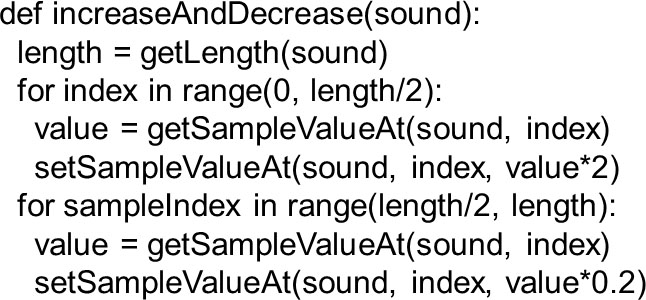 def increaseAndDecrease(sound):
length = getLength(sound)
for index in range(0, length/2):
value = getSampleValueAt(sound, index)
setSampleValueAt(sound, index, value*2)
for sampleIndex in range(length/2, length):
value = getSampleValueAt(sound, index)
setSampleValueAt(sound, index, value*0.2)